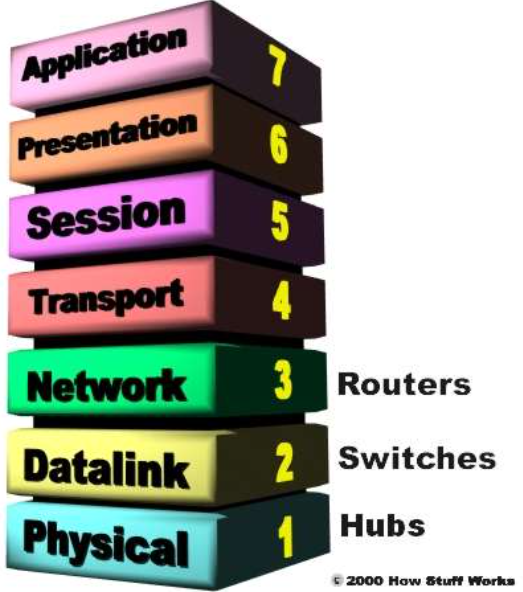 Application 7
Presentation 6
Session 5
Transport 4
Network 3 Routers
Datalink 2 Switches
Physical 1 Hubs
© 2000 How Stuff Works